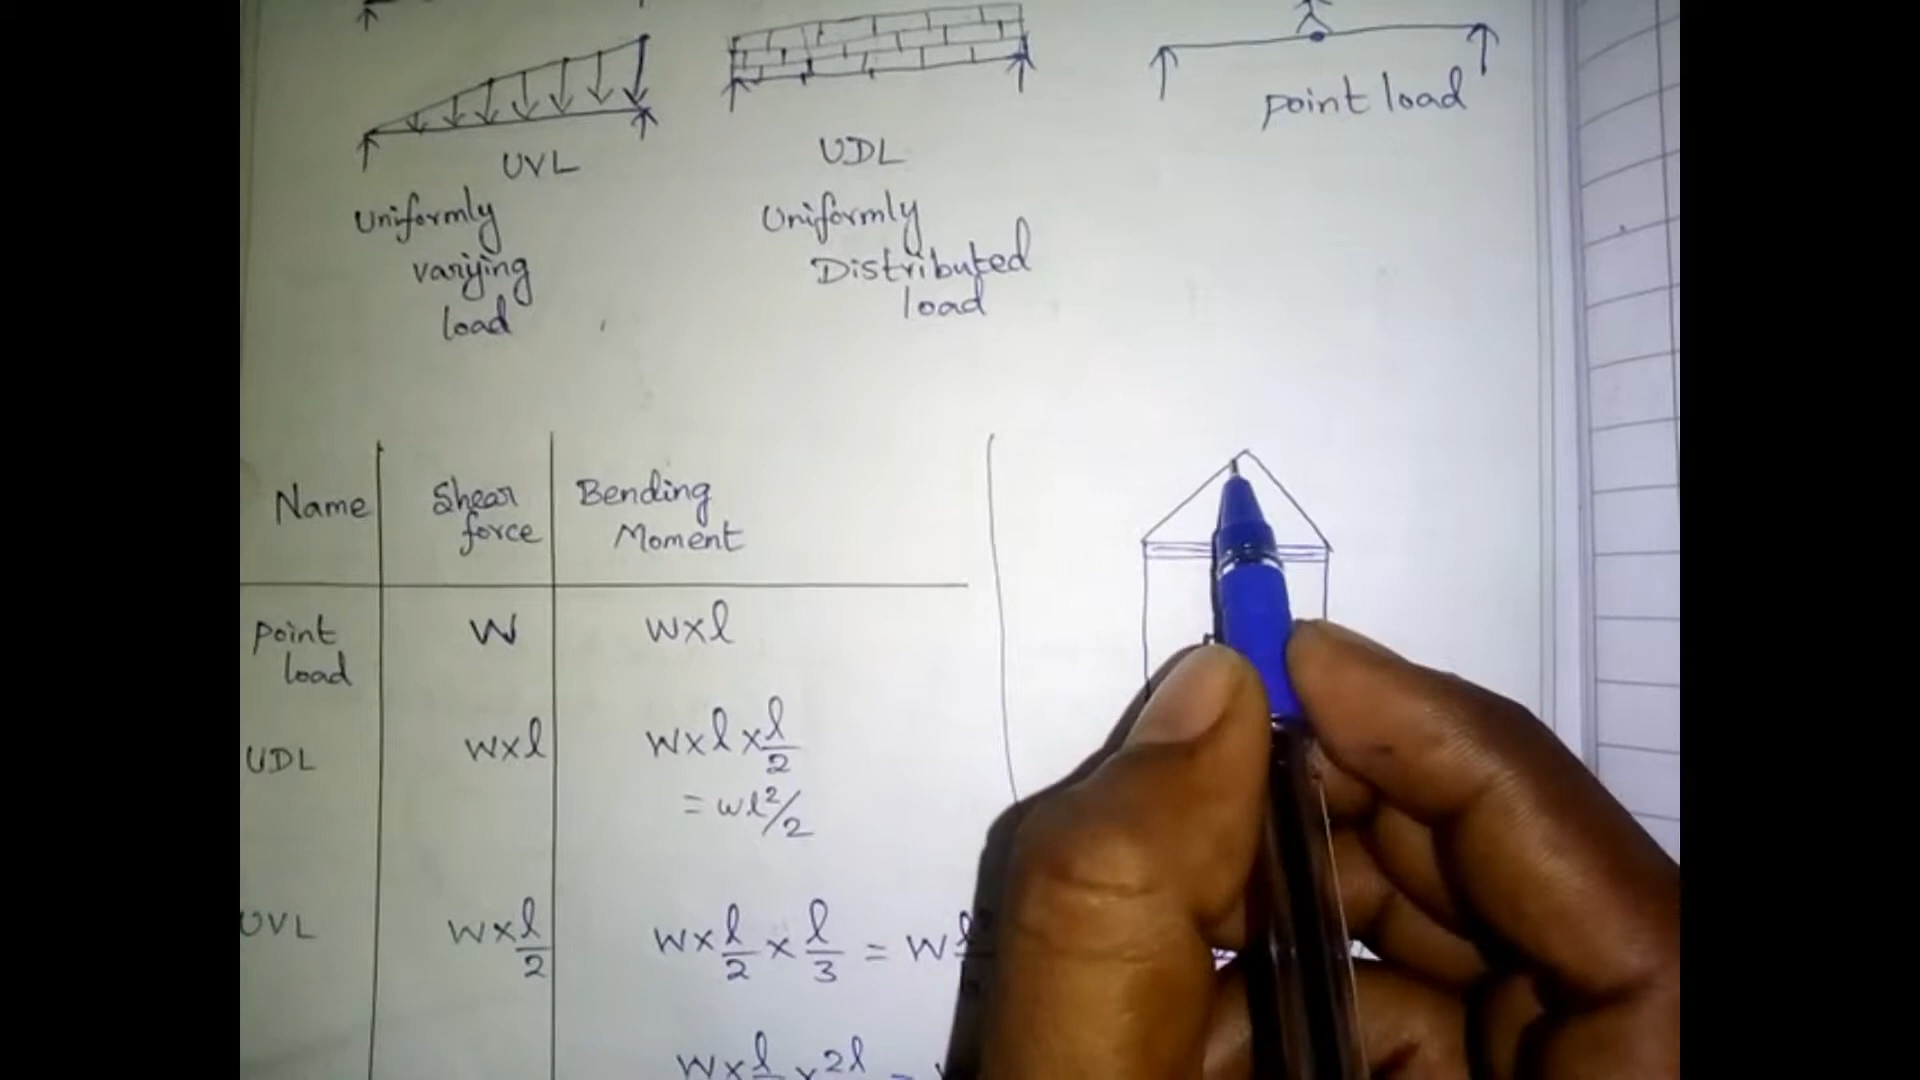 UVL
Uniformly
varying
load
UDL
Uniformly
Distributed
load
point load
Name
Shear
force
Bending
Moment
point
load
W
W×l
UDL
W×l
W×l×l/2
= wl²/2
UVL
W×l/2
W×l/2×l/3 = W
W×l
×2l